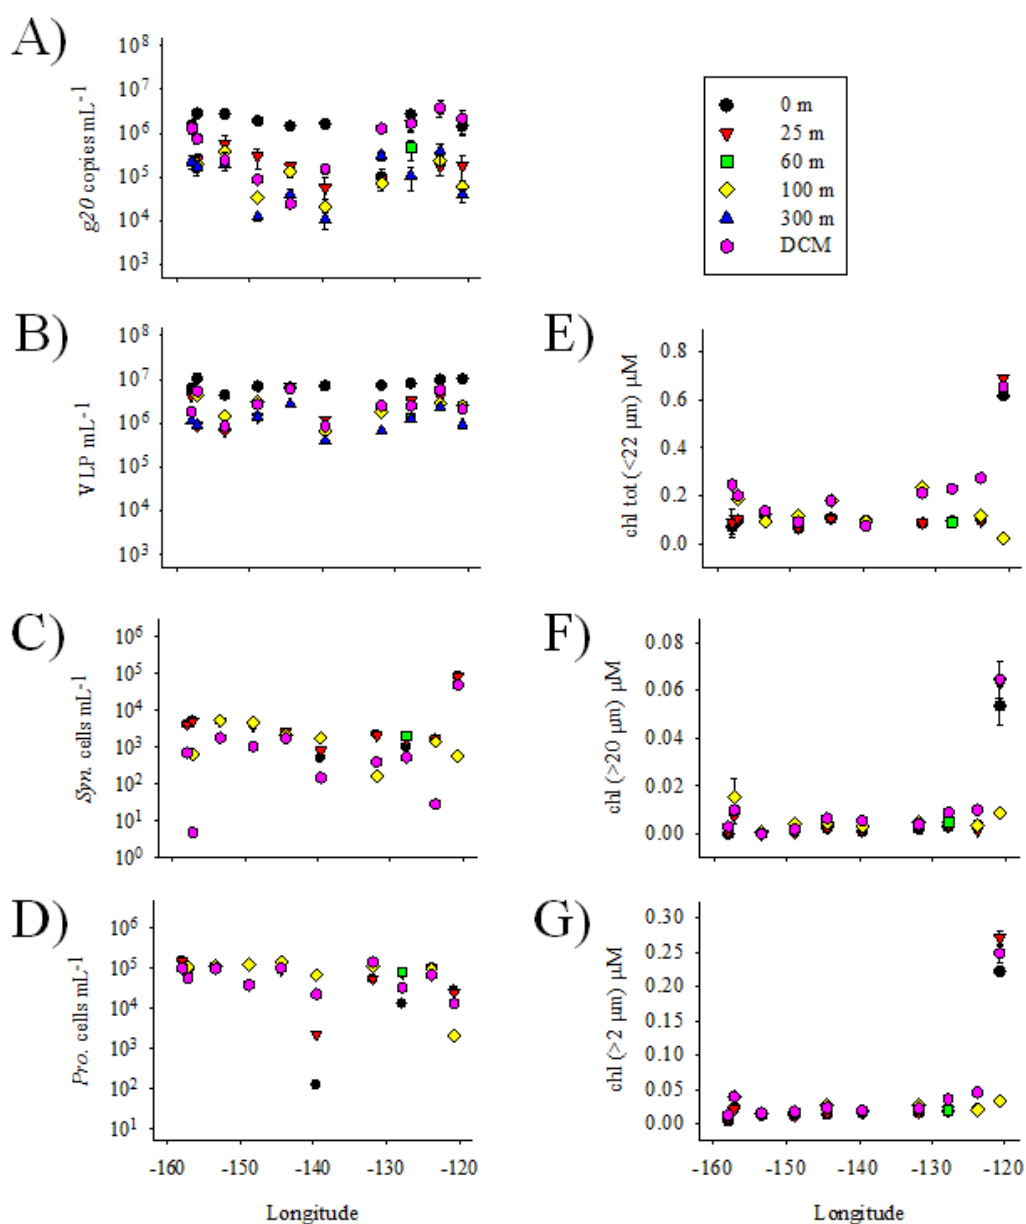 A)
10⁸
10⁷
10⁶
10⁵
10⁴
10³
g20 copies mL⁻¹
0 m
25 m
60 m
100 m
300 m
DCM
B)
10⁸
10⁷
10⁶
10⁵
10⁴
10³
VLP mL⁻¹
E)
0.8
0.6
0.4
0.2
0.0
chl tot (<22 µm) µM
C)
10⁶
10⁵
10⁴
10³
10²
10¹
10⁰
Syn. cells mL⁻¹
F)
0.08
0.06
0.04
0.02
0.00
chl (>20 µm) µM
D)
10⁶
10⁵
10⁴
10³
10²
10¹
Pro. cells mL⁻¹
-160 -150 -140 -130 -120
Longitude
G)
0.30
0.25
0.20
0.15
0.10
0.05
0.00
chl (>2 µm) µM
-160 -150 -140 -130 -120
Longitude